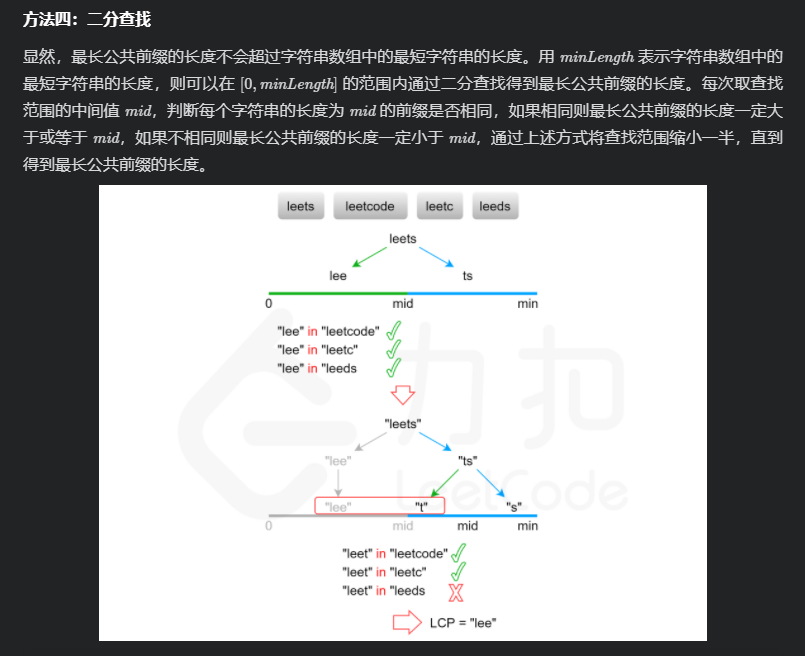 方法四：二分查找
显然，最长公共前缀的长度不会超过字符串数组中的最短字符串的长度。用 minLength 表示字符串数组中的
最短字符串的长度，则可以在 [0, minLength] 的范围内通过二分查找得到最长公共前缀的长度。每次取查找
范围的中间值 mid，判断每个字符串的长度为 mid 的前缀是否相同，如果相同则最长公共前缀的长度一定大
于或等于 mid，如果不相同则最长公共前缀的长度一定小于 mid，通过上述方式将查找范围缩小一半，直到
得到最长公共前缀的长度。
leets leetcode leetc leeds
leets
lee ts
0 mid min
"lee" in "leetcode"
"lee" in "leetc"
"lee" in "leeds
"leets"
"lee" "ts"
"lee" "t" "s"
0 mid mid min
"leet" in "leetcode"
"leet" in "leetc"
"leet" in "leeds
LCP = "lee"
力扣
LeetCode